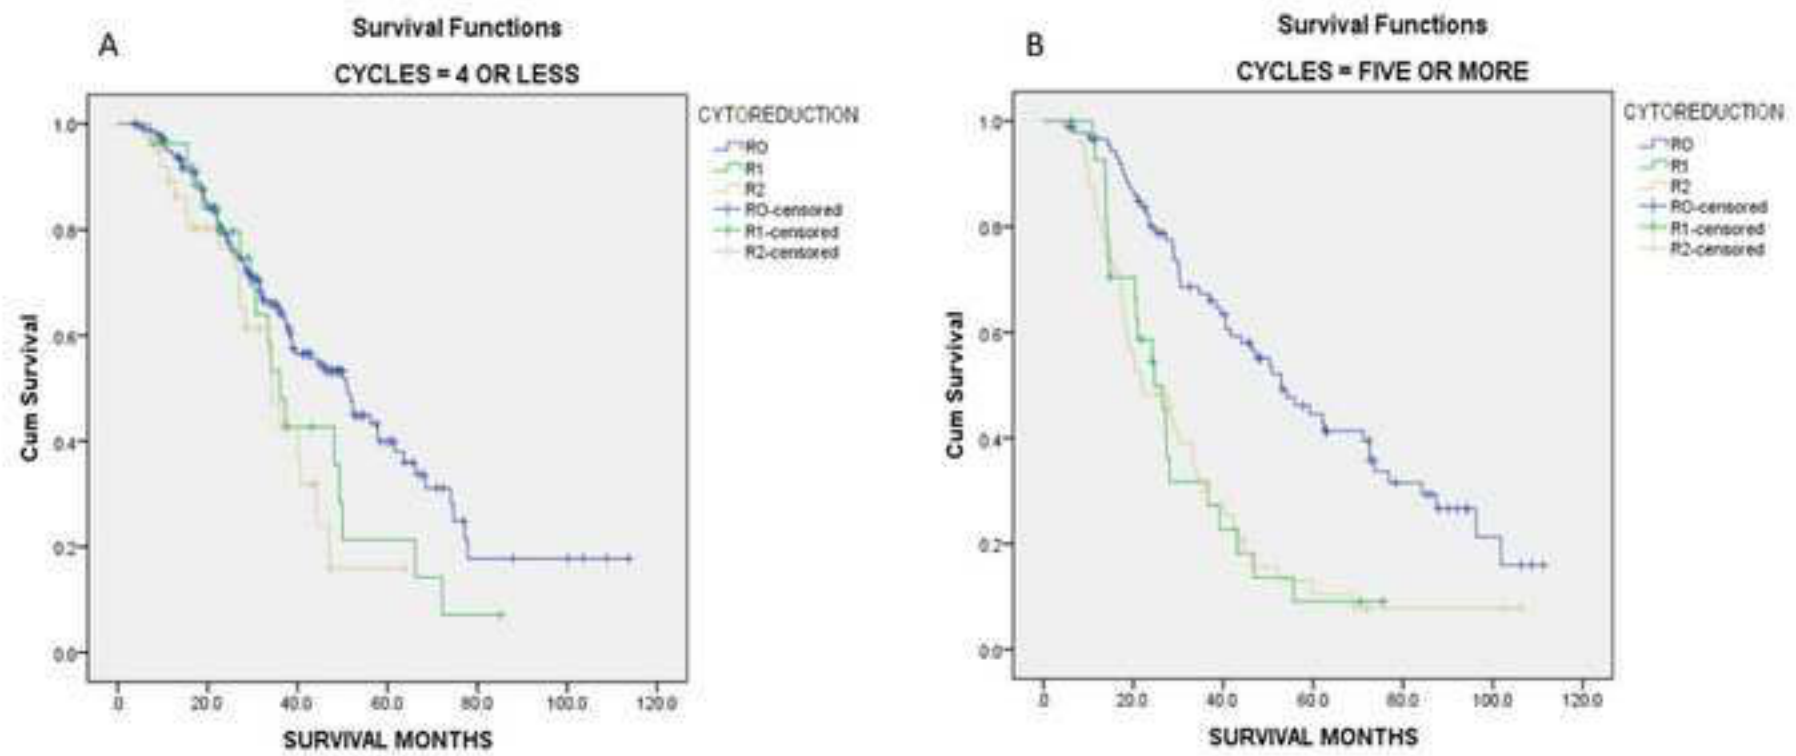 A
Survival Functions
CYCLES = 4 OR LESS
CYTOREDUCTION
RO
R1
R2
RO-censored
R1-censored
R2-censored
Cum Survival
1.0
0.8
0.6
0.4
0.2
0.0
.0 20.0 40.0 60.0 80.0 100.0 120.0
SURVIVAL MONTHS
B
Survival Functions
CYCLES = FIVE OR MORE
CYTOREDUCTION
RO
R1
R2
RO-censored
R1-censored
R2-censored
Cum Survival
1.0
0.8
0.6
0.4
0.2
0.0
.0 20.0 40.0 60.0 80.0 100.0 120.0
SURVIVAL MONTHS